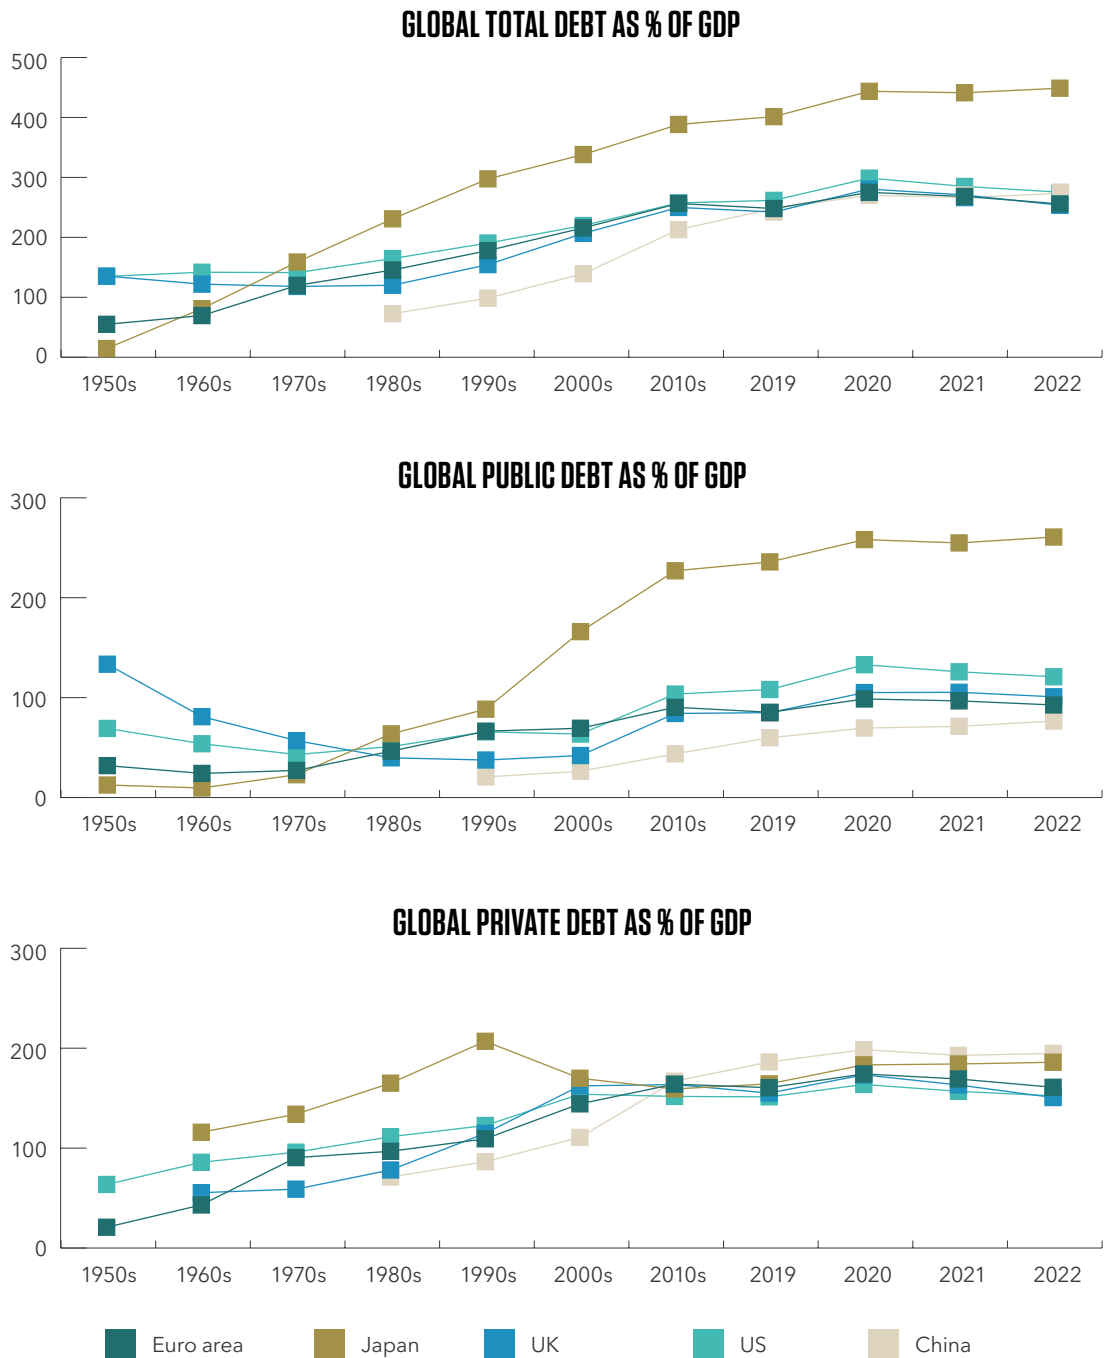 GLOBAL TOTAL DEBT AS % OF GDP
500
400
300
200
100
0
1950s 1960s 1970s 1980s 1990s 2000s 2010s 2019 2020 2021 2022
GLOBAL PUBLIC DEBT AS % OF GDP
300
200
100
0
1950s 1960s 1970s 1980s 1990s 2000s 2010s 2019 2020 2021 2022
GLOBAL PRIVATE DEBT AS % OF GDP
300
200
100
0
1950s 1960s 1970s 1980s 1990s 2000s 2010s 2019 2020 2021 2022
Euro area Japan UK US China